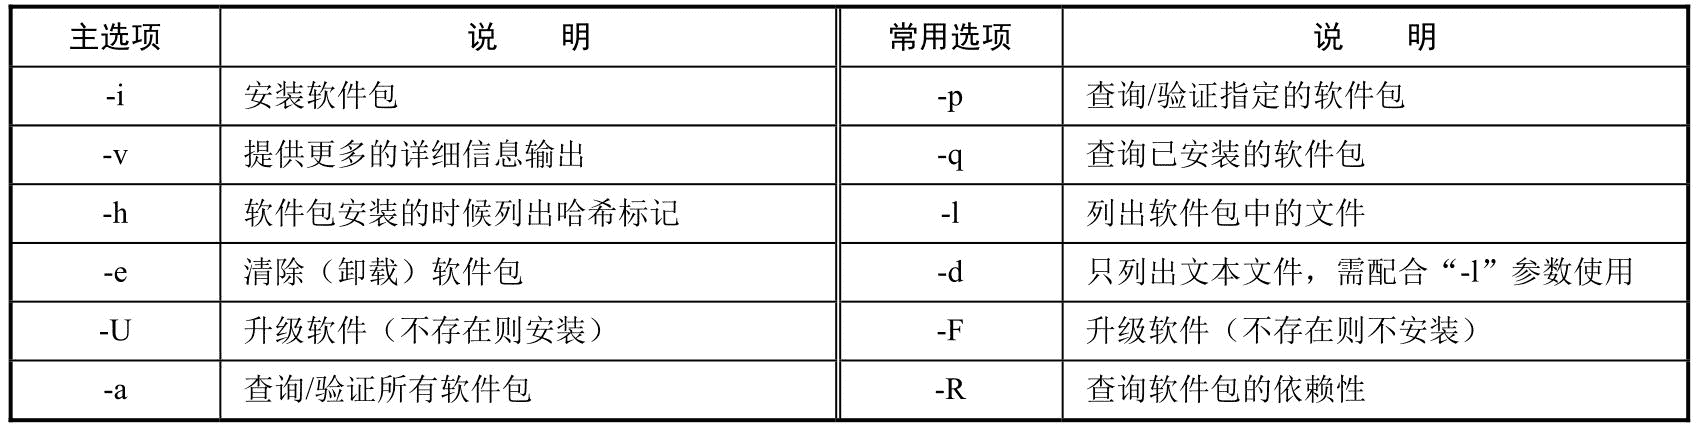 主选项 说 明 常用选项 说 明
-i 安装软件包 -p 查询/验证指定的软件包
-v 提供更多的详细信息输出 -q 查询已安装的软件包
-h 软件包安装的时候列出哈希标记 -l 列出软件包中的文件
-e 清除（卸载）软件包 -d 只列出文本文件，需配合“-l”参数使用
-U 升级软件（不存在则安装） -F 升级软件（不存在则不安装）
-a 查询/验证所有软件包 -R 查询软件包的依赖性